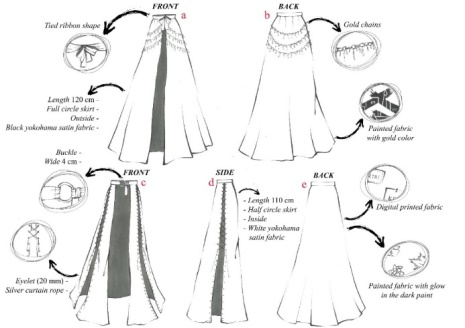 FRONT
a
Tied ribbon shape
Length 120 cm -
Full circle skirt -
Outside -
Black yokohama satin fabric -
BACK
b
Gold chains
Painted fabric
with gold color
FRONT
c
Buckle -
Wide 4 cm -
Eyelet (20 mm) -
Silver curtain rope -
SIDE
d
- Length 110 cm
- Half circle skirt
- Inside
- White yokohama
satin fabric
BACK
e
Digital printed fabric
Painted fabric with glow
in the dark paint